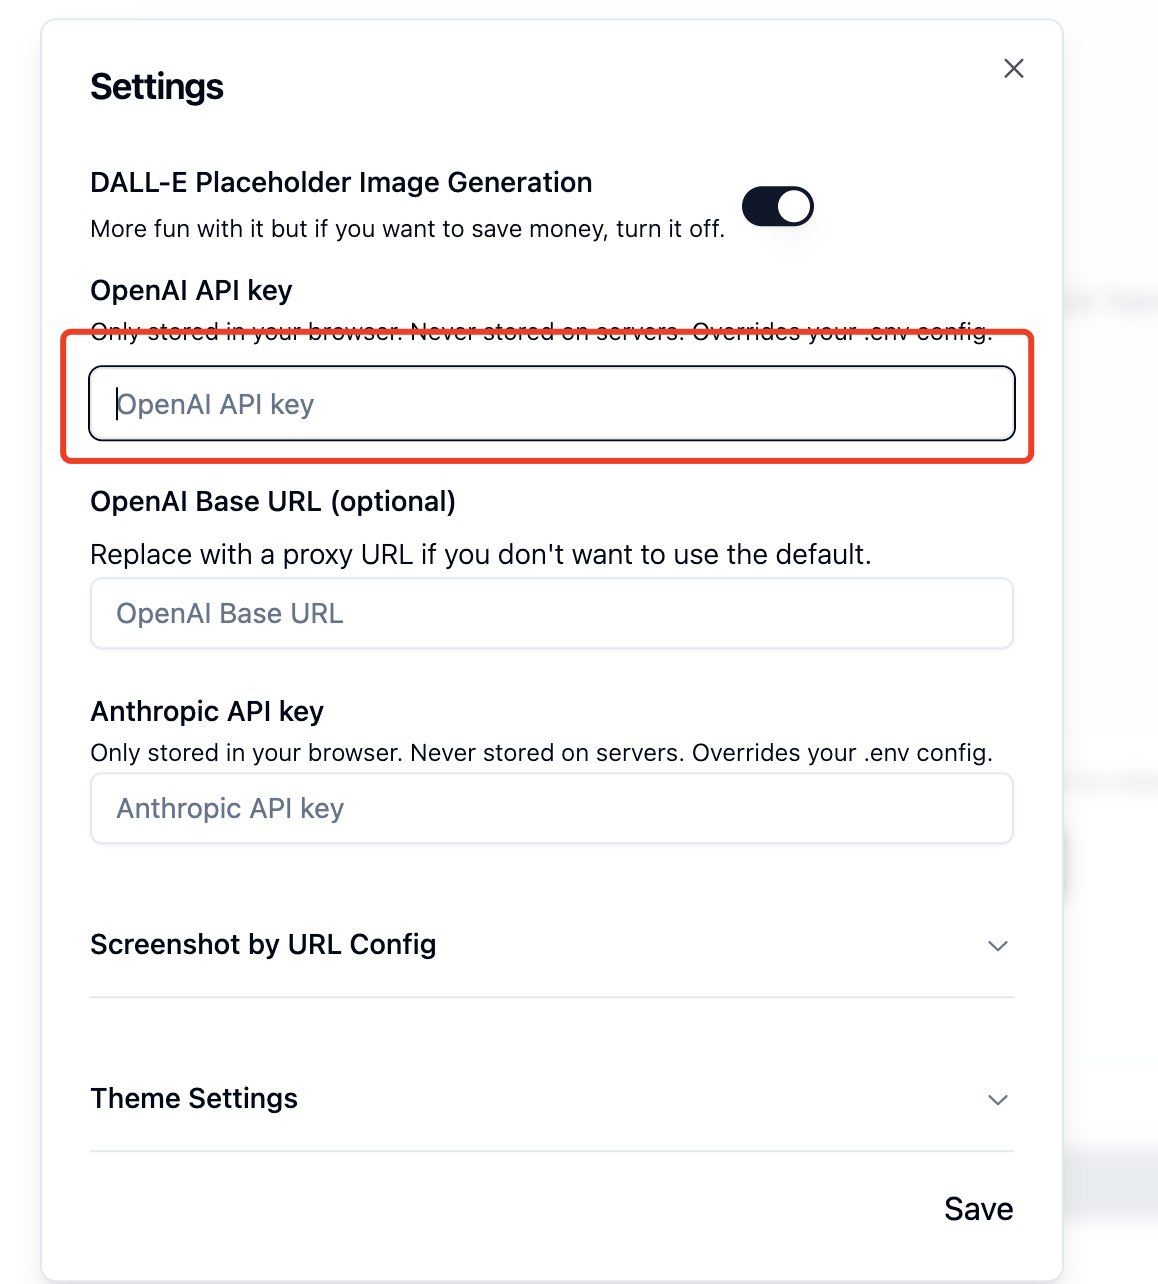 Settings
DALL-E Placeholder Image Generation
More fun with it but if you want to save money, turn it off.
OpenAI API key
Only stored in your browser. Never stored on servers. Overrides your .env config.
OpenAI API key
OpenAI Base URL (optional)
Replace with a proxy URL if you don't want to use the default.
OpenAI Base URL
Anthropic API key
Only stored in your browser. Never stored on servers. Overrides your .env config.
Anthropic API key
Screenshot by URL Config
Theme Settings
Save